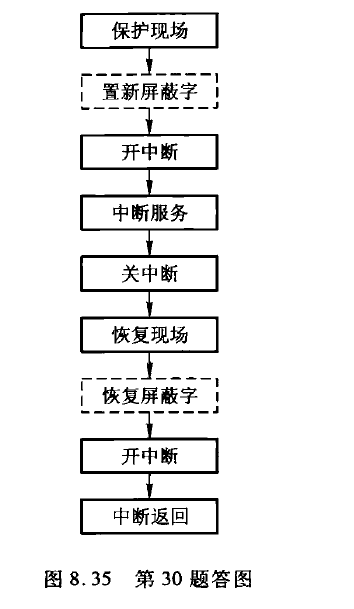 保护现场
置新屏蔽字
开中断
中断服务
关中断
恢复现场
恢复屏蔽字
开中断
中断返回
图 8.35 第 30 题答图